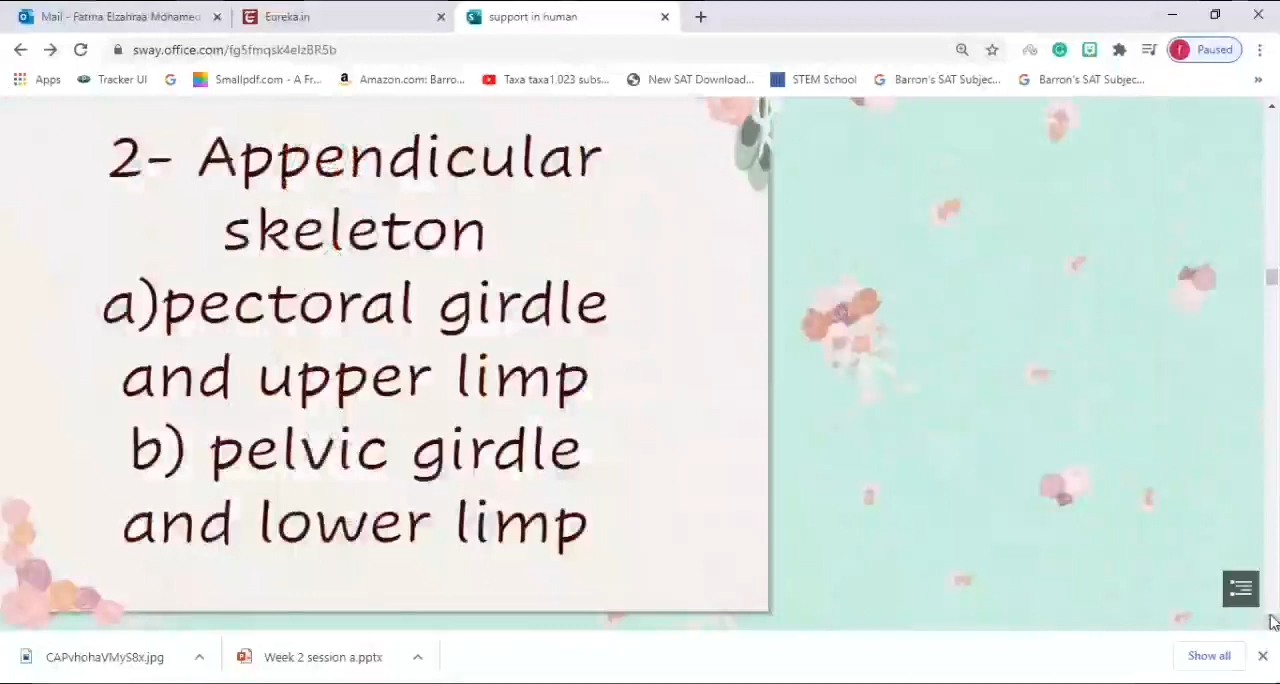 Mail - Fatma Elzahraa Mohamed
Eureka.in
support in human
sway.office.com/fg5fmqsk4elzBR5b
Paused
Apps
Tracker UI
Smallpdf.com - A Fr...
Amazon.com: Barro...
Taxa taxa1.023 subs...
New SAT Download...
STEM School
Barron's SAT Subjec...
Barron's SAT Subjec...
2- Appendicular
skeleton
a)pectoral girdle
and upper limp
b) pelvic girdle
and lower limp
CAPvhohaVMyS8x.jpg
Week 2 session a.pptx
Show all